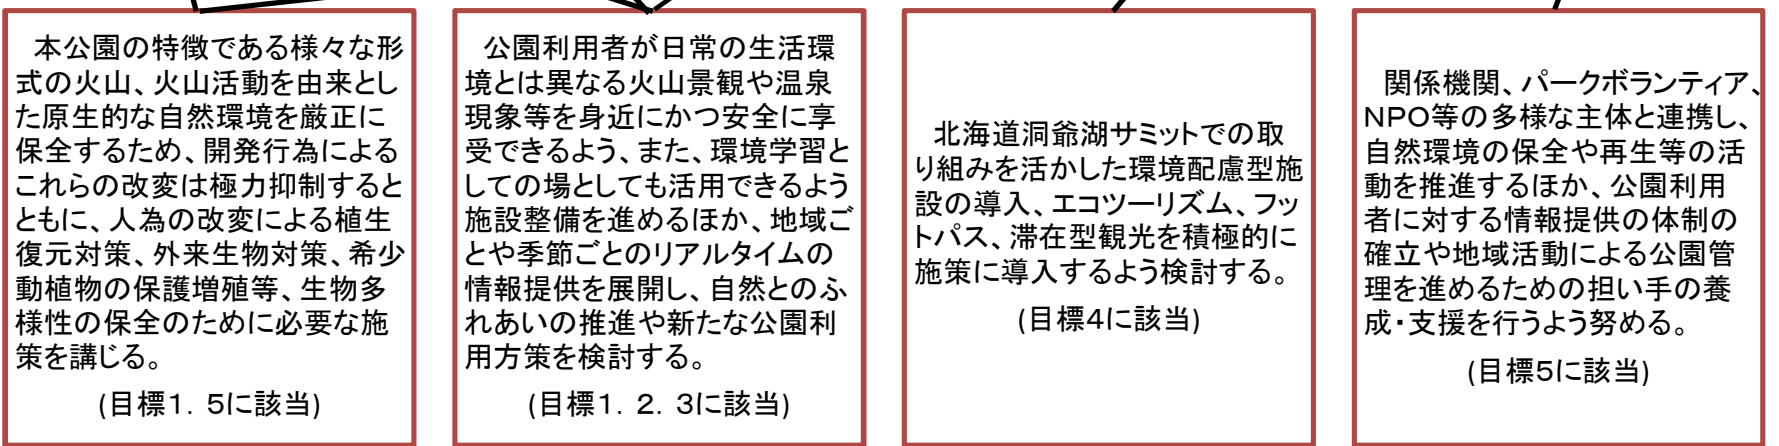 本公園の特徴である様々な形
式の火山、火山活動を由来とし
た原生的な自然環境を厳正に
保全するため、開発行為による
これらの改変は極力抑制すると
ともに、人為の改変による植生
復元対策、外来生物対策、希少
動植物の保護増殖等、生物多
様性の保全のために必要な施
策を講じる。
(目標1．5に該当)
公園利用者が日常の生活環
境とは異なる火山景観や温泉
現象等を身近にかつ安全に享
受できるよう、また、環境学習と
しての場としても活用できるよう
施設整備を進めるほか、地域ご
とや季節ごとのリアルタイムの
情報提供を展開し、自然とのふ
れあいの推進や新たな公園利
用方策を検討する。
(目標1．2．3に該当)
北海道洞爺湖サミットでの取
り組みを活かした環境配慮型施
設の導入、エコツーリズム、フッ
トパス、滞在型観光を積極的に
施策に導入するよう検討する。
(目標4に該当)
関係機関、パークボランティア、
NPO等の多様な主体と連携し、
自然環境の保全や再生等の活
動を推進するほか、公園利用
者に対する情報提供の体制の
確立や地域活動による公園管
理を進めるための担い手の養
成・支援を行うよう努める。
(目標5に該当)